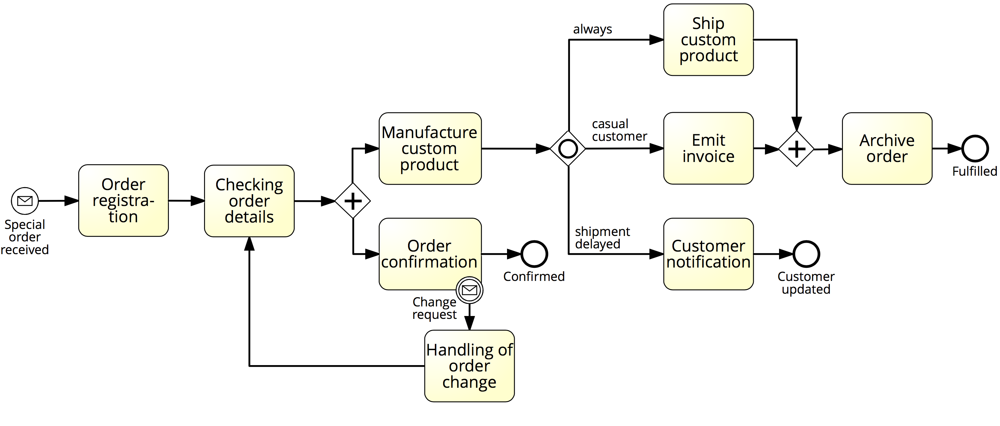 Special
order
received
Order
registra-
tion
Checking
order
details
Manufacture
custom
product
Order
confirmation
Confirmed
Change
request
Handling of
order
change
always
Ship
custom
product
casual
customer
Emit
invoice
shipment
delayed
Customer
notification
Customer
updated
Archive
order
Fulfilled